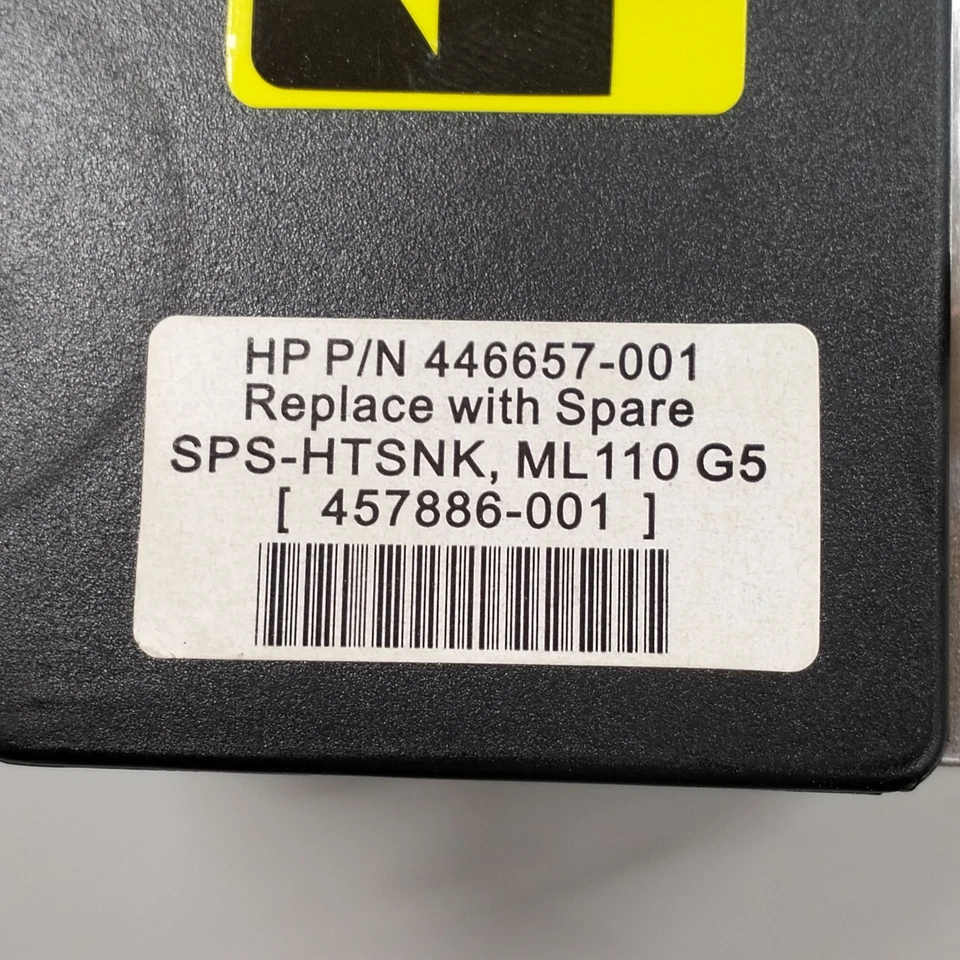 HP P/N 446657-001
Replace with Spare
SPS-HTSNK, ML110 G5
[ 457886-001 ]